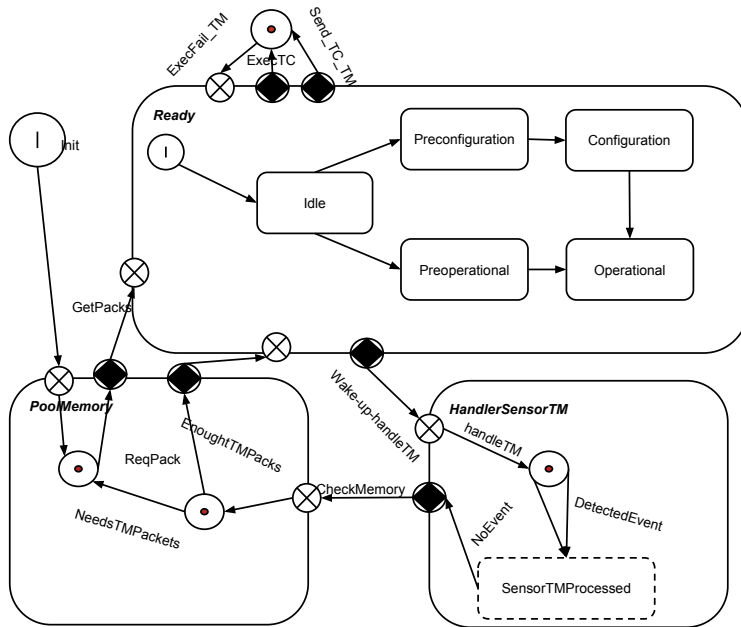 ExecFail_TM
Send_TC_TM
ExecTC
Ready
I
Init
I
Preconfiguration
Configuration
Idle
Preoperational
Operational
GetPacks
PoolMemory
Wake-up-handleTM
HandlerSensorTM
handleTM
EnoughtTMPacks
ReqPack
CheckMemory
NeedsTMPackets
NoEvent
DetectedEvent
SensorTMProcessed